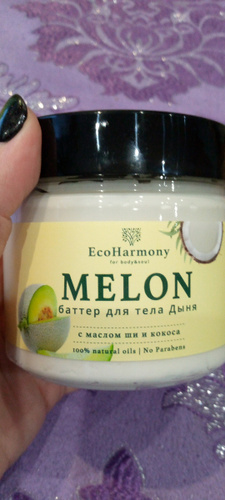 EcoHarmony
for body&soul
MELON
баттер для тела Дыня
с маслом ши и кокоса
100% natural oils | No Parabens